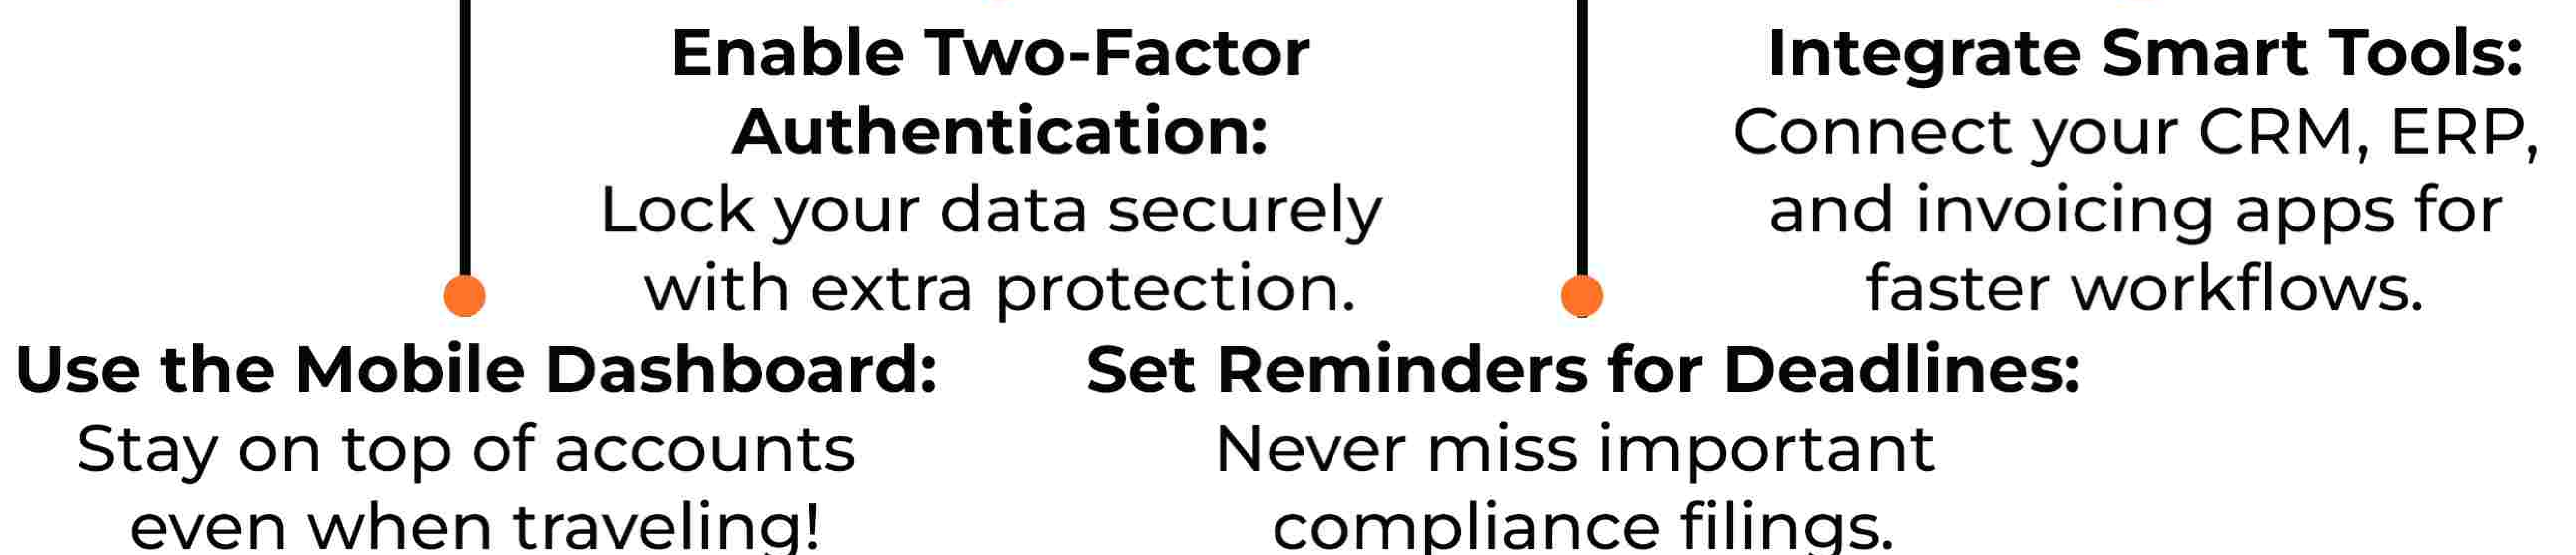 Enable Two-Factor
Authentication:
Lock your data securely
with extra protection.
Integrate Smart Tools:
Connect your CRM, ERP,
and invoicing apps for
faster workflows.
Use the Mobile Dashboard:
Stay on top of accounts
even when traveling!
Set Reminders for Deadlines:
Never miss important
compliance filings.